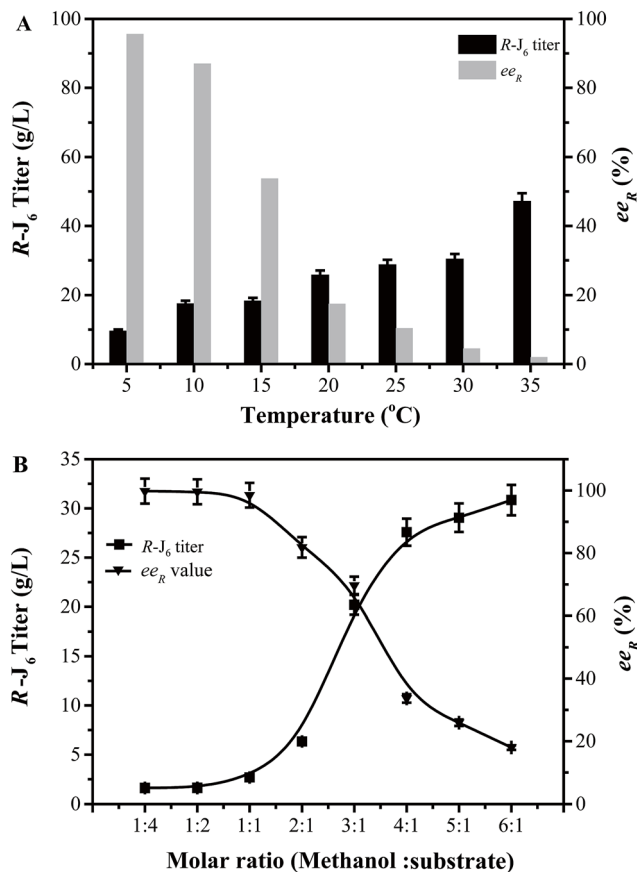 A
R-J6 titer
eeR
R-J6 Titer (g/L)
100
80
60
40
20
0
100
80
60
40
20
0
eeR (%)
5 10 15 20 25 30 35
Temperature (°C)
B
R-J6 titer
eeR value
R-J6 Titer (g/L)
35
30
25
20
15
10
5
0
100
80
60
40
20
0
eeR (%)
1:4 1:2 1:1 2:1 3:1 4:1 5:1 6:1
Molar ratio (Methanol :substrate)